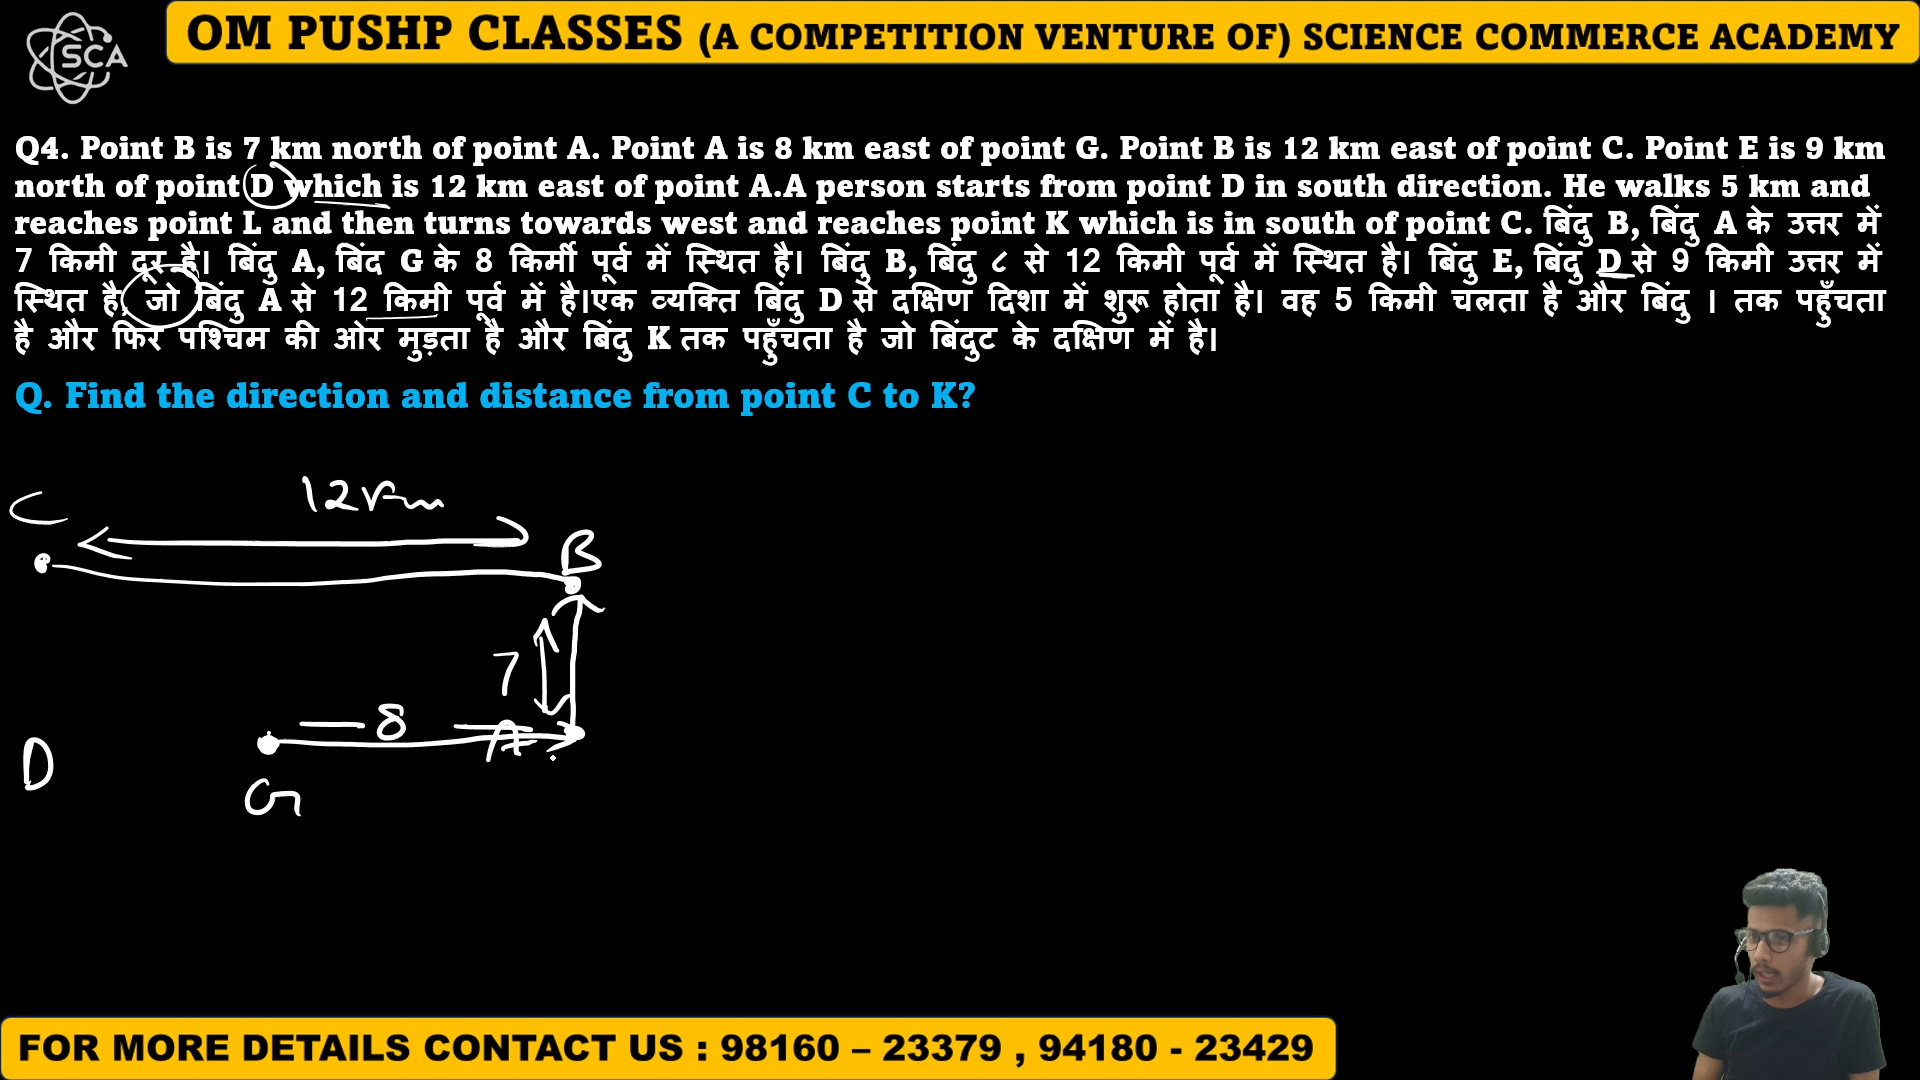 SCA
OM PUSHP CLASSES (A COMPETITION VENTURE OF) SCIENCE COMMERCE ACADEMY
Q4. Point B is 7 km north of point A. Point A is 8 km east of point G. Point B is 12 km east of point C. Point E is 9 km
north of point D which is 12 km east of point A.A person starts from point D in south direction. He walks 5 km and
reaches point L and then turns towards west and reaches point K which is in south of point C. बिंदु B, बिंदु A के उत्तर में
7 किमी दूर है। बिंदु A, बिंद G के 8 किर्मी पूर्व में स्थित है। बिंदु B, बिंदु ८ से 12 किमी पूर्व में स्थित है। बिंदु E, बिंदु D से 9 किमी उत्तर में
स्थित है, जो बिंदु A से 12 किमी पूर्व में है।एक व्यक्ति बिंदु D से दक्षिण दिशा में शुरू होता है। वह 5 किमी चलता है और बिंदु । तक पहुँचता
है और फिर पश्चिम की ओर मुड़ता है और बिंदु K तक पहुँचता है जो बिंदुट के दक्षिण में है।
Q. Find the direction and distance from point C to K?
12km
C
B
7
8
A
D
G
FOR MORE DETAILS CONTACT US : 98160 – 23379 , 94180 - 23429